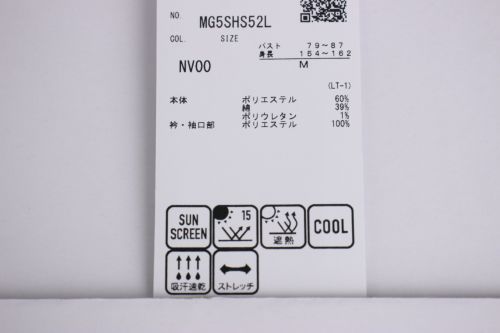 NO MG5SHS52L
COL. SIZE
バスト 79～87
身長 154～162
NV00 M
(LT-1)
本体 ポリエステル 60%
綿 39%
ポリウレタン 1%
衿・袖口部 ポリエステル 100%
SUN SCREEN
15
遮熱
COOL
吸汗速乾
ストレッチ